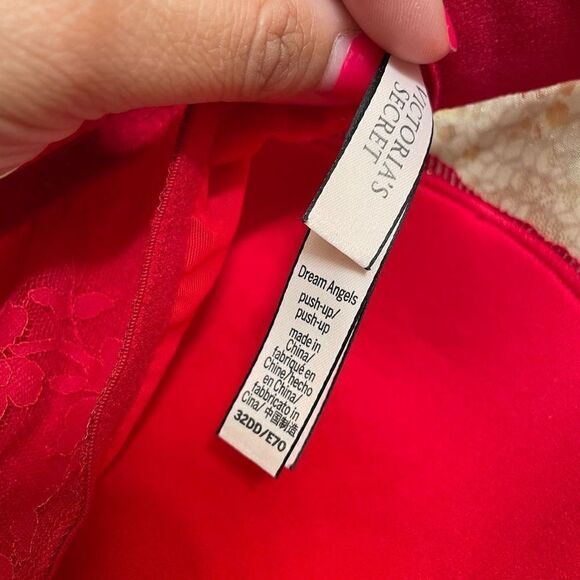 VICTORIA'S
SECRET
Dream Angels
push-up/
push-up
made in
China/
fabriqué en
Chine/hecho
en China/
fabbricato in
Cina/ 中国制造
32DD/E70